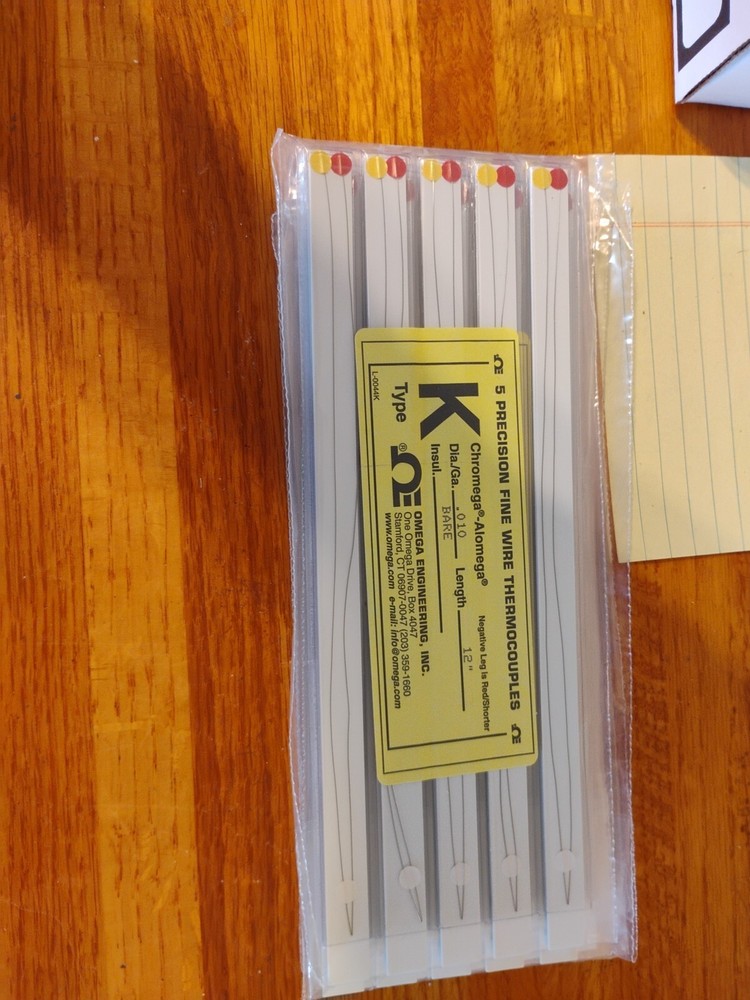 5 PRECISION FINE WIRE THERMOCOUPLES
Negative Leg Is Red/Shorter
K
Type
Chromega®-Alomega®
Dia./Ga. .010 Length 12"
Insul. BARE
® OMEGA ENGINEERING, INC.
One Omega Drive, Box 4047
Stamford, CT 06907-0047 (203) 359-1660
www.omega.com e-mail: info@omega.com
L-0044K